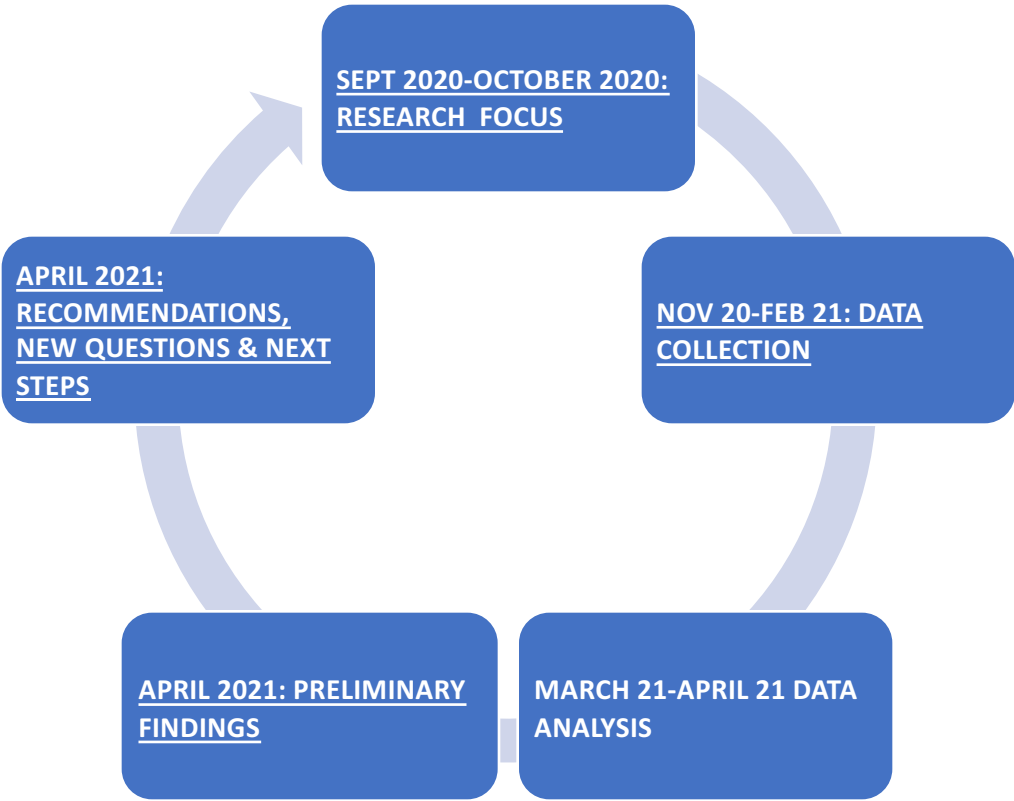 SEPT 2020-OCTOBER 2020:
RESEARCH  FOCUS
NOV 20-FEB 21: DATA
COLLECTION
MARCH 21-APRIL 21 DATA
ANALYSIS
APRIL 2021: PRELIMINARY
FINDINGS
APRIL 2021:
RECOMMENDATIONS,
NEW QUESTIONS & NEXT
STEPS